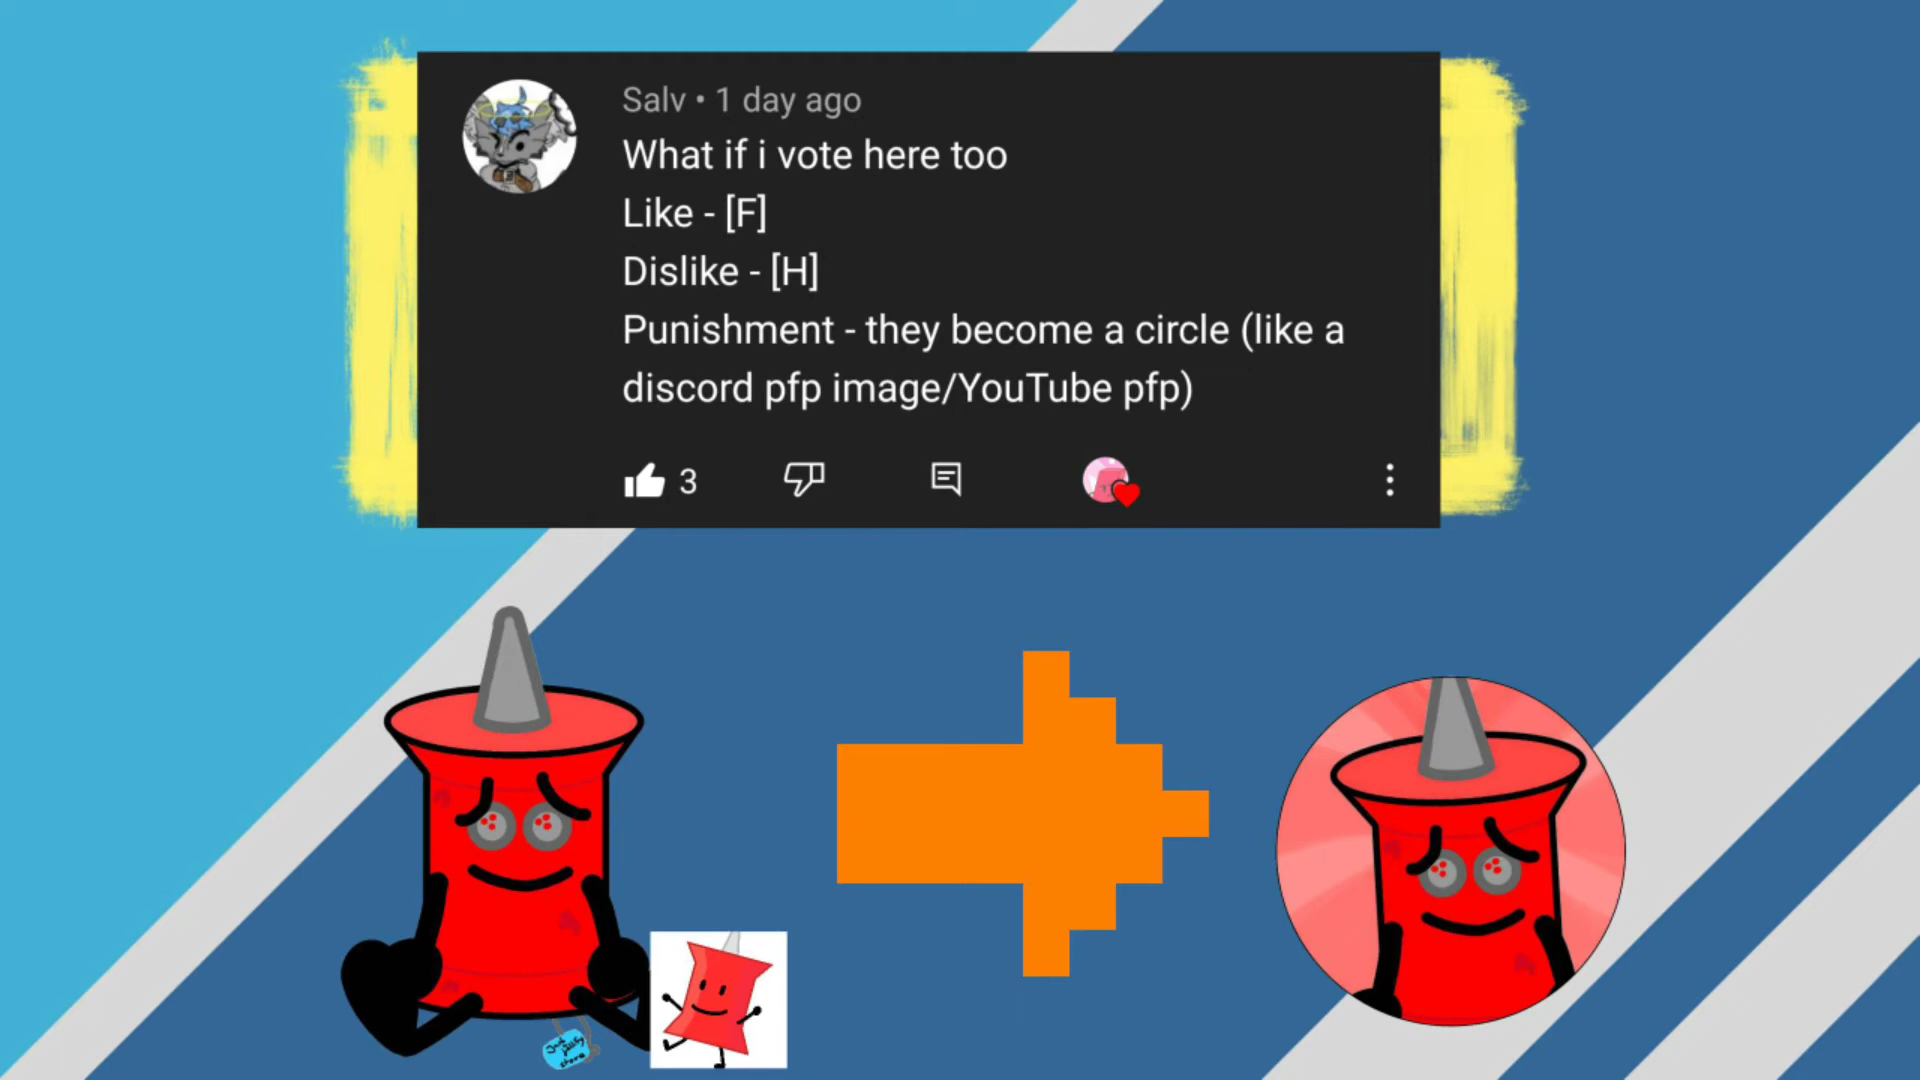 Salv • 1 day ago
What if i vote here too
Like - [F]
Dislike - [H]
Punishment - they become a circle (like a
discord pfp image/YouTube pfp)
3